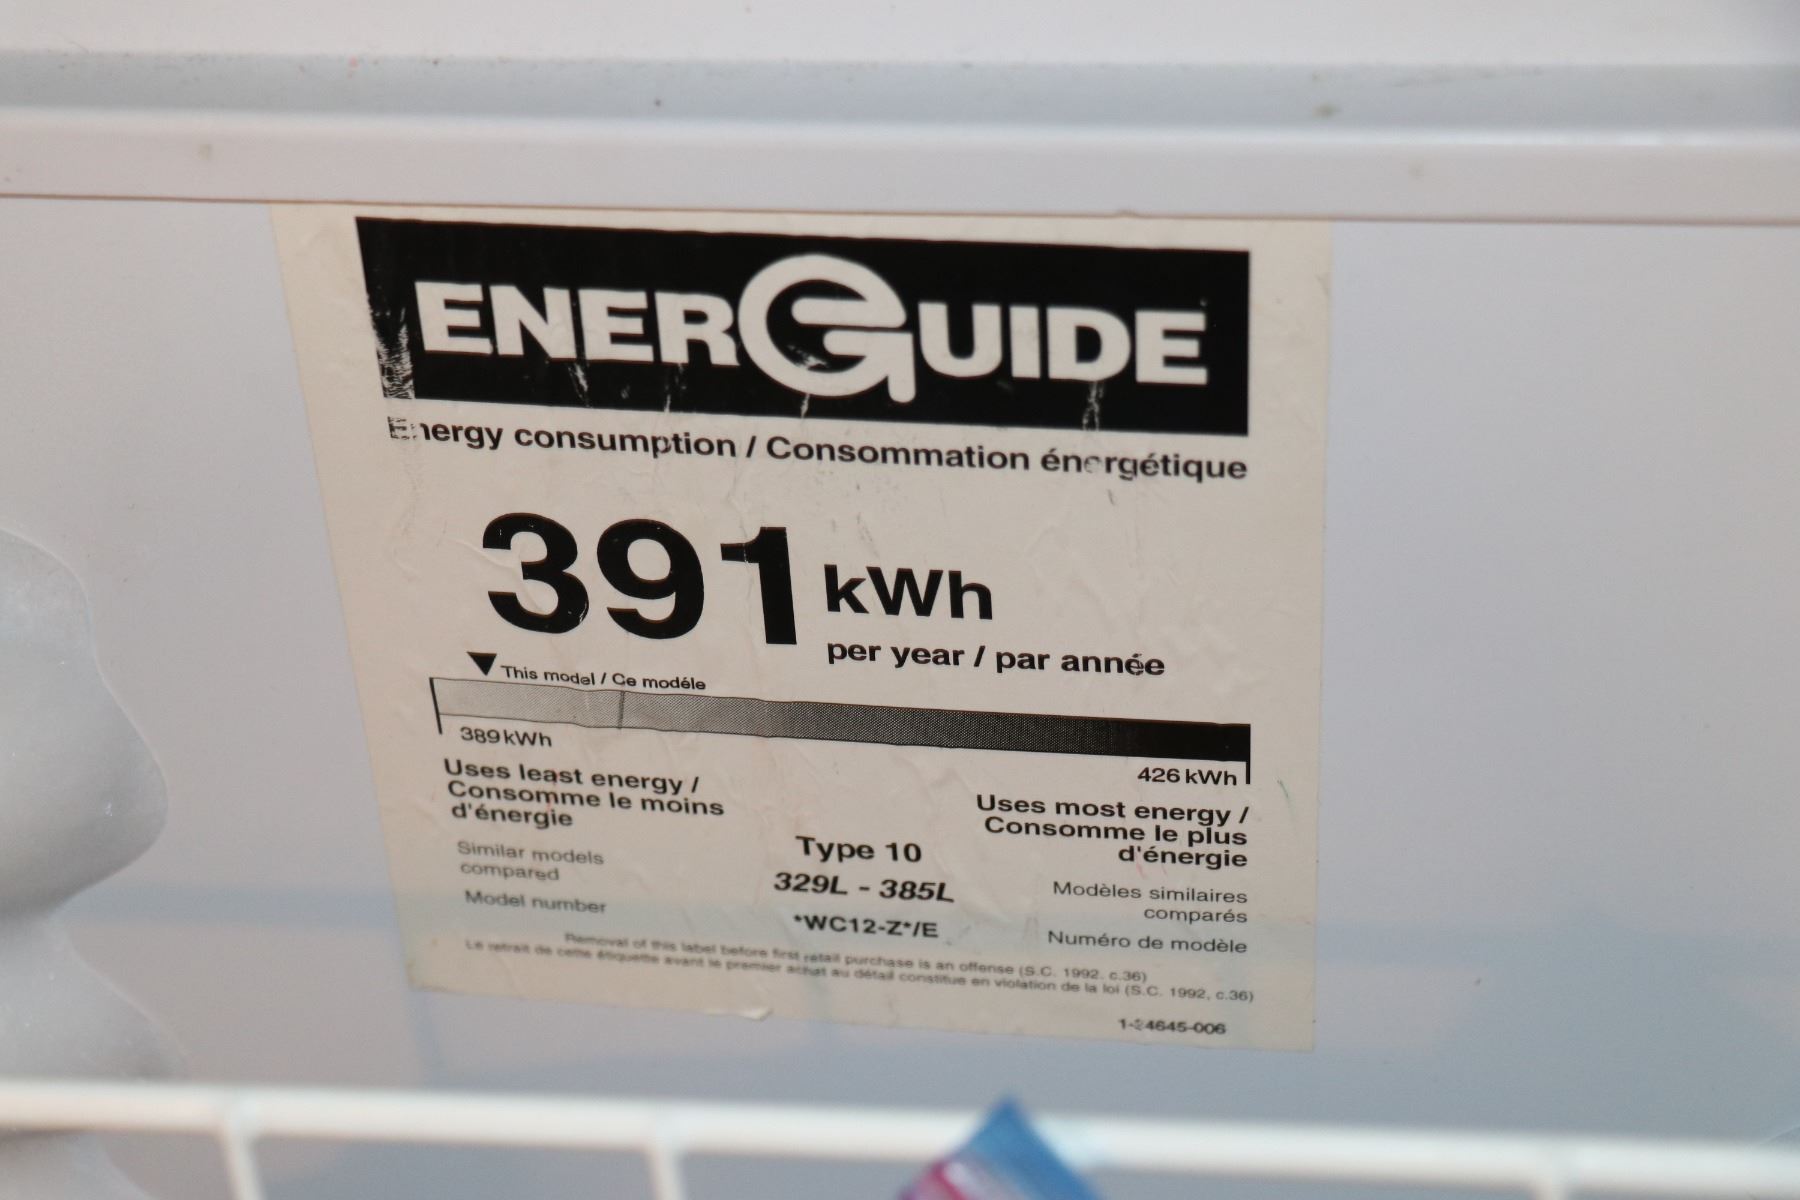 ENERGUIDE
Energy consumption / Consommation énergétique
391 kWh
per year / par année
This model / Ce modéle
389 kWh
426 kWh
Uses least energy /
Consomme le moins
d'énergie
Uses most energy /
Consomme le plus
d'énergie
Similar models
compared
Type 10
329L - 385L
Modèles similaires
comparés
Model number
*WC12-Z*/E
Numéro de modèle
Removal of this label before first retail purchase is an offense (S.C. 1992. c.36)
Le retrait de cette étiquette avant le premier achat au détail constitue en violation de la loi (S.C. 1992, c.36)